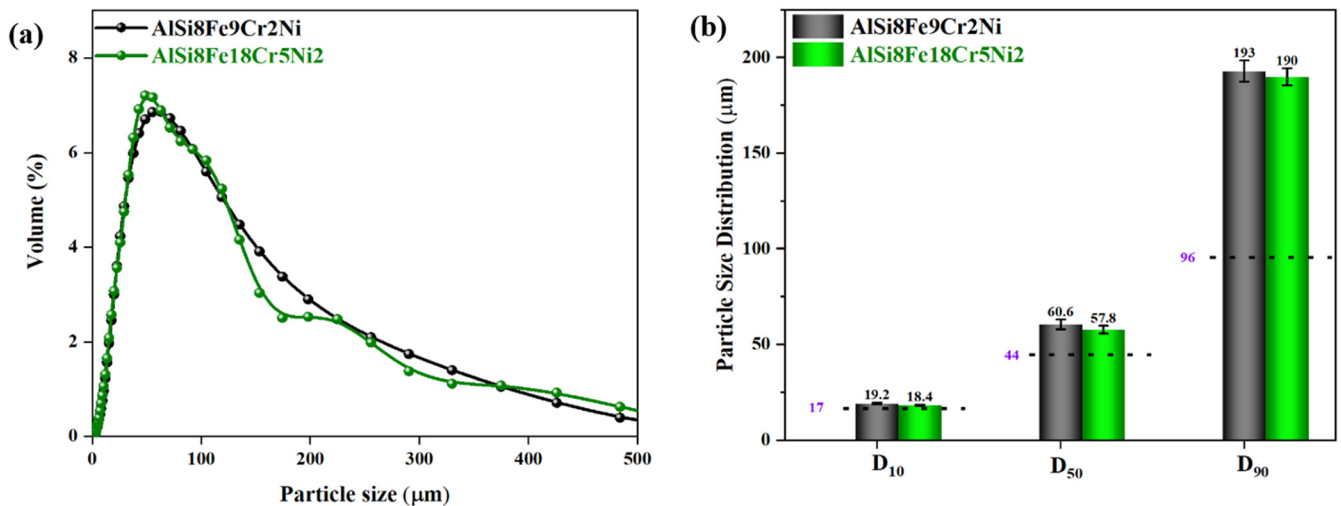 (a)
AlSi8Fe9Cr2Ni
AlSi8Fe18Cr5Ni2
Volume (%)
8
6
4
2
0
0 100 200 300 400 500
Particle size (μm)
(b)
AlSi8Fe9Cr2Ni
AlSi8Fe18Cr5Ni2
Particle Size Distribution (μm)
200
150
100
50
0
193 190
96
60.6 57.8
44
19.2 18.4
17
D10 D50 D90